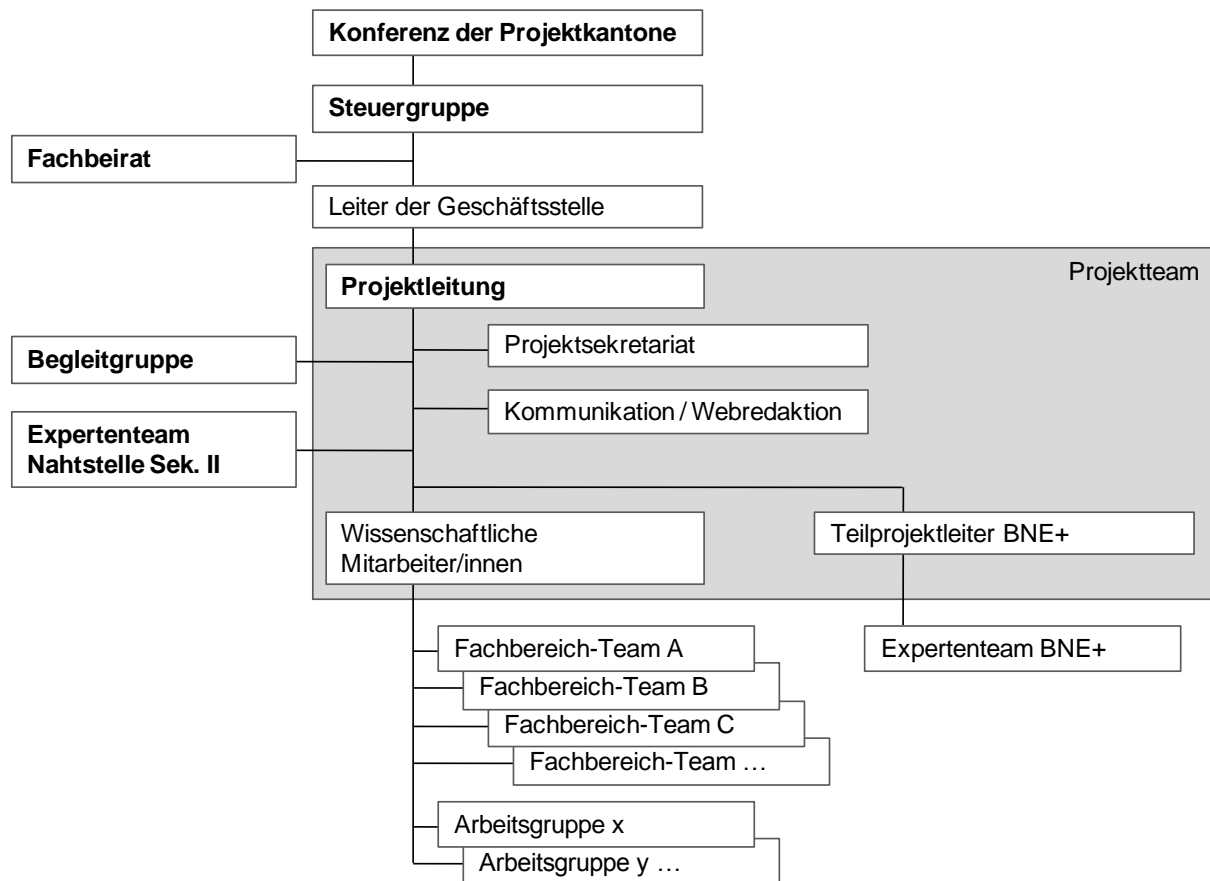 Konferenz der Projektkantone
Steuergruppe
Fachbeirat
Leiter der Geschäftsstelle
Projektteam
Projektleitung
Projektsekretariat
Begleitgruppe
Kommunikation / Webredaktion
Expertenteam
Nahtstelle Sek. II
Wissenschaftliche
Mitarbeiter/innen
Teilprojektleiter BNE+
Fachbereich-Team A
Expertenteam BNE+
Fachbereich-Team B
Fachbereich-Team C
Fachbereich-Team …
Arbeitsgruppe x
Arbeitsgruppe y …